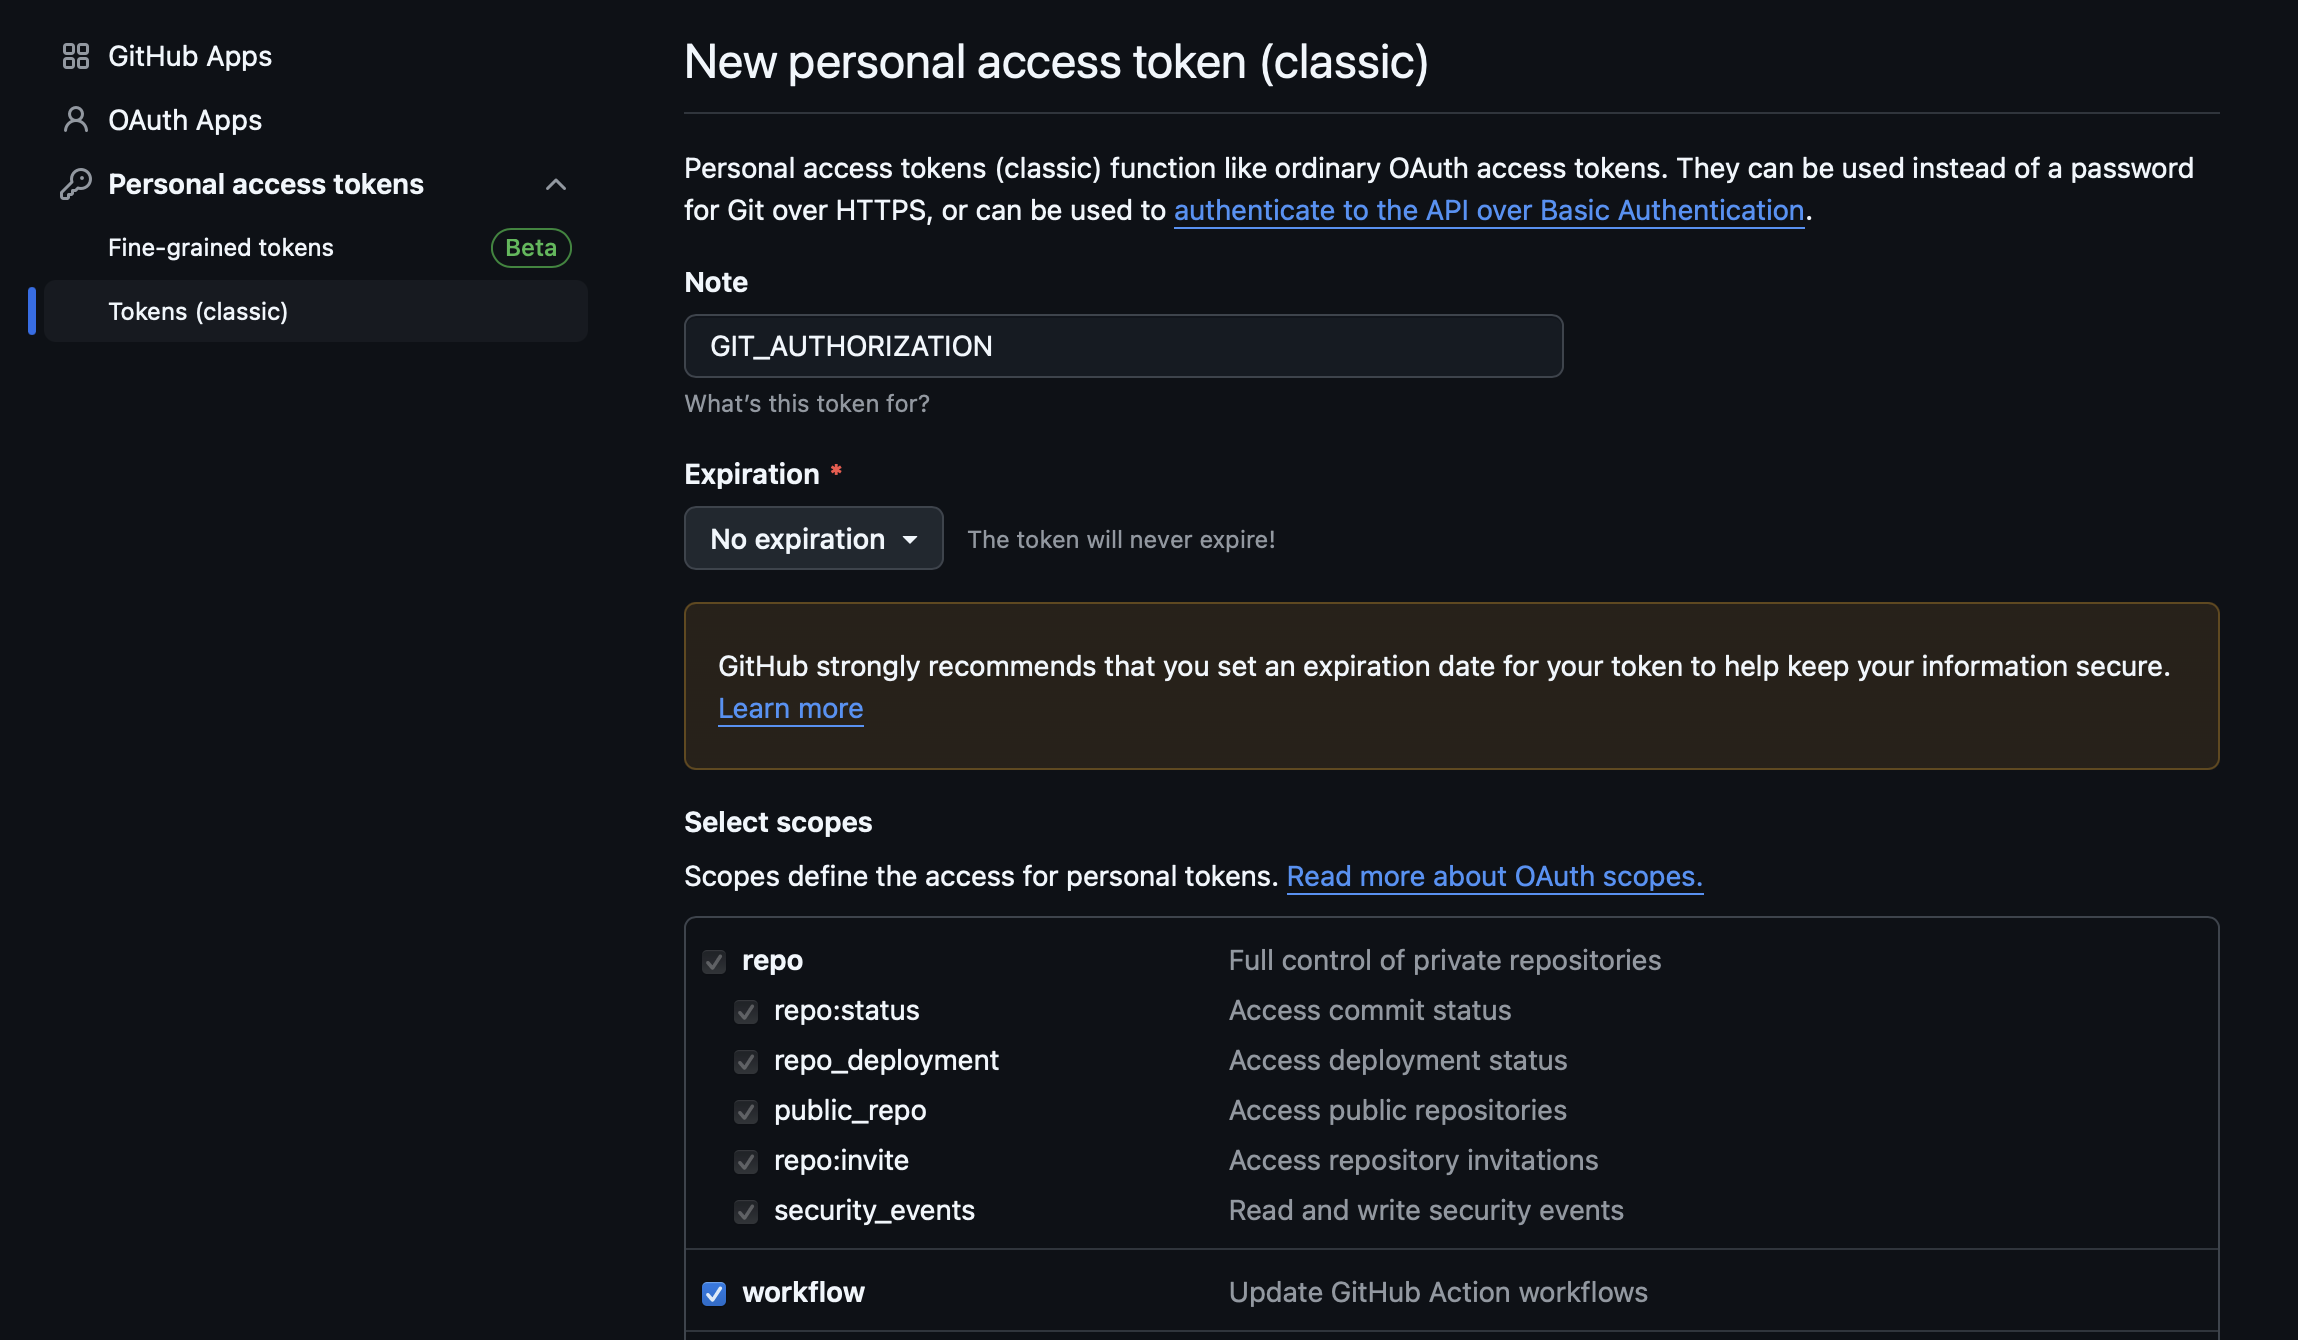 GitHub Apps
OAuth Apps
Personal access tokens
Fine-grained tokens Beta
Tokens (classic)
New personal access token (classic)
Personal access tokens (classic) function like ordinary OAuth access tokens. They can be used instead of a password
for Git over HTTPS, or can be used to authenticate to the API over Basic Authentication.
Note
GIT_AUTHORIZATION
What's this token for?
Expiration *
No expiration The token will never expire!
GitHub strongly recommends that you set an expiration date for your token to help keep your information secure.
Learn more
Select scopes
Scopes define the access for personal tokens. Read more about OAuth scopes.
repo Full control of private repositories
repo:status Access commit status
repo_deployment Access deployment status
public_repo Access public repositories
repo:invite Access repository invitations
security_events Read and write security events
workflow Update GitHub Action workflows